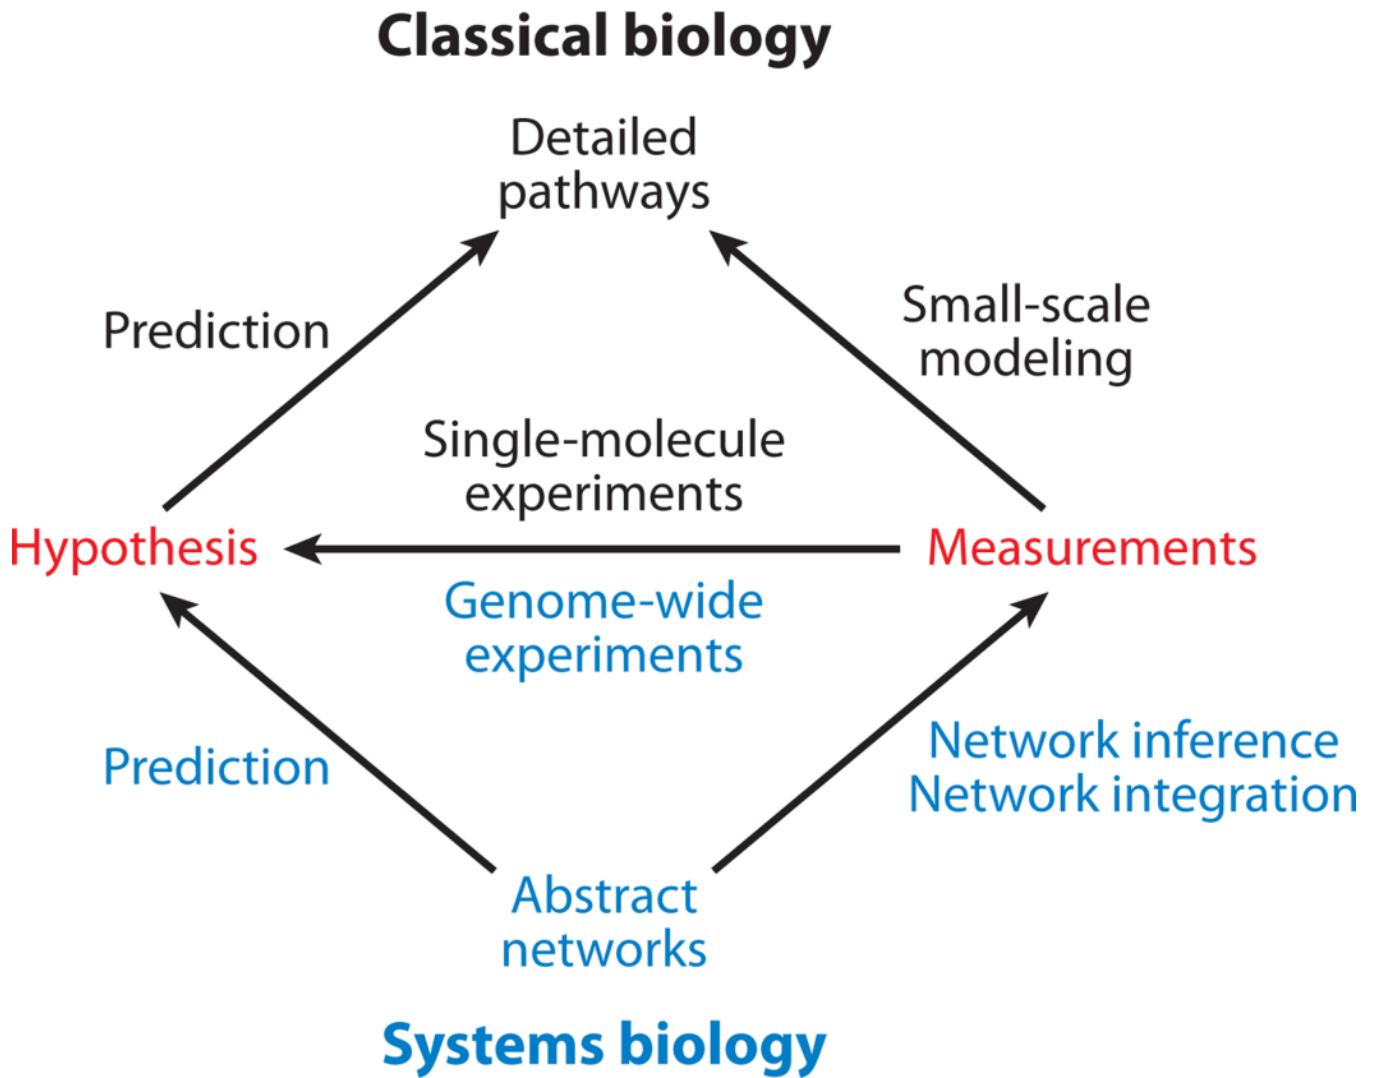 Classical biology
Detailed
pathways
Prediction
Small-scale
modeling
Single-molecule
experiments
Hypothesis
Measurements
Genome-wide
experiments
Prediction
Network inference
Network integration
Abstract
networks
Systems biology